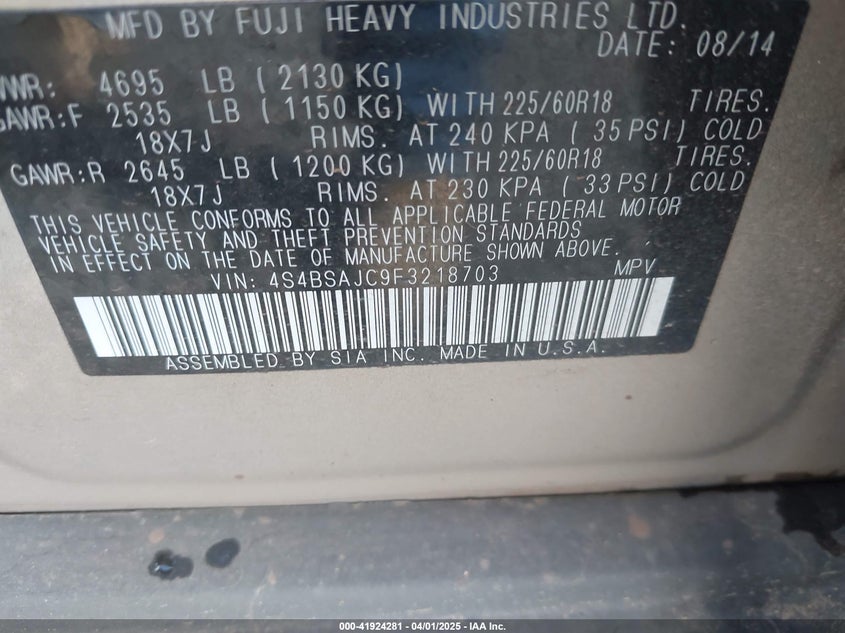 MFD BY FUJI HEAVY INDUSTRIES LTD.
DATE: 08/14
4695 LB ( 2130 KG)
GAWR:F 2535 LB ( 1150 KG) WITH 225/60R18 TIRES.
18X7J RIMS. AT 240 KPA ( 35 PSI) COLD
GAWR:R 2645 LB ( 1200 KG) WITH 225/60R18 TIRES.
18X7J RIMS. AT 230 KPA ( 33 PSI) COLD
THIS VEHICLE CONFORMS TO ALL APPLICABLE FEDERAL MOTOR
VEHICLE SAFETY AND THEFT PREVENTION STANDARDS
IN EFFECT ON THE DATE OF MANUFACTURE SHOWN ABOVE.
VIN: 4S4BSAJC9F3218703 MPV
ASSEMBLED BY SIA INC. MADE IN U.S.A.
000-41924281 - 04/01/2025 - IAA Inc.